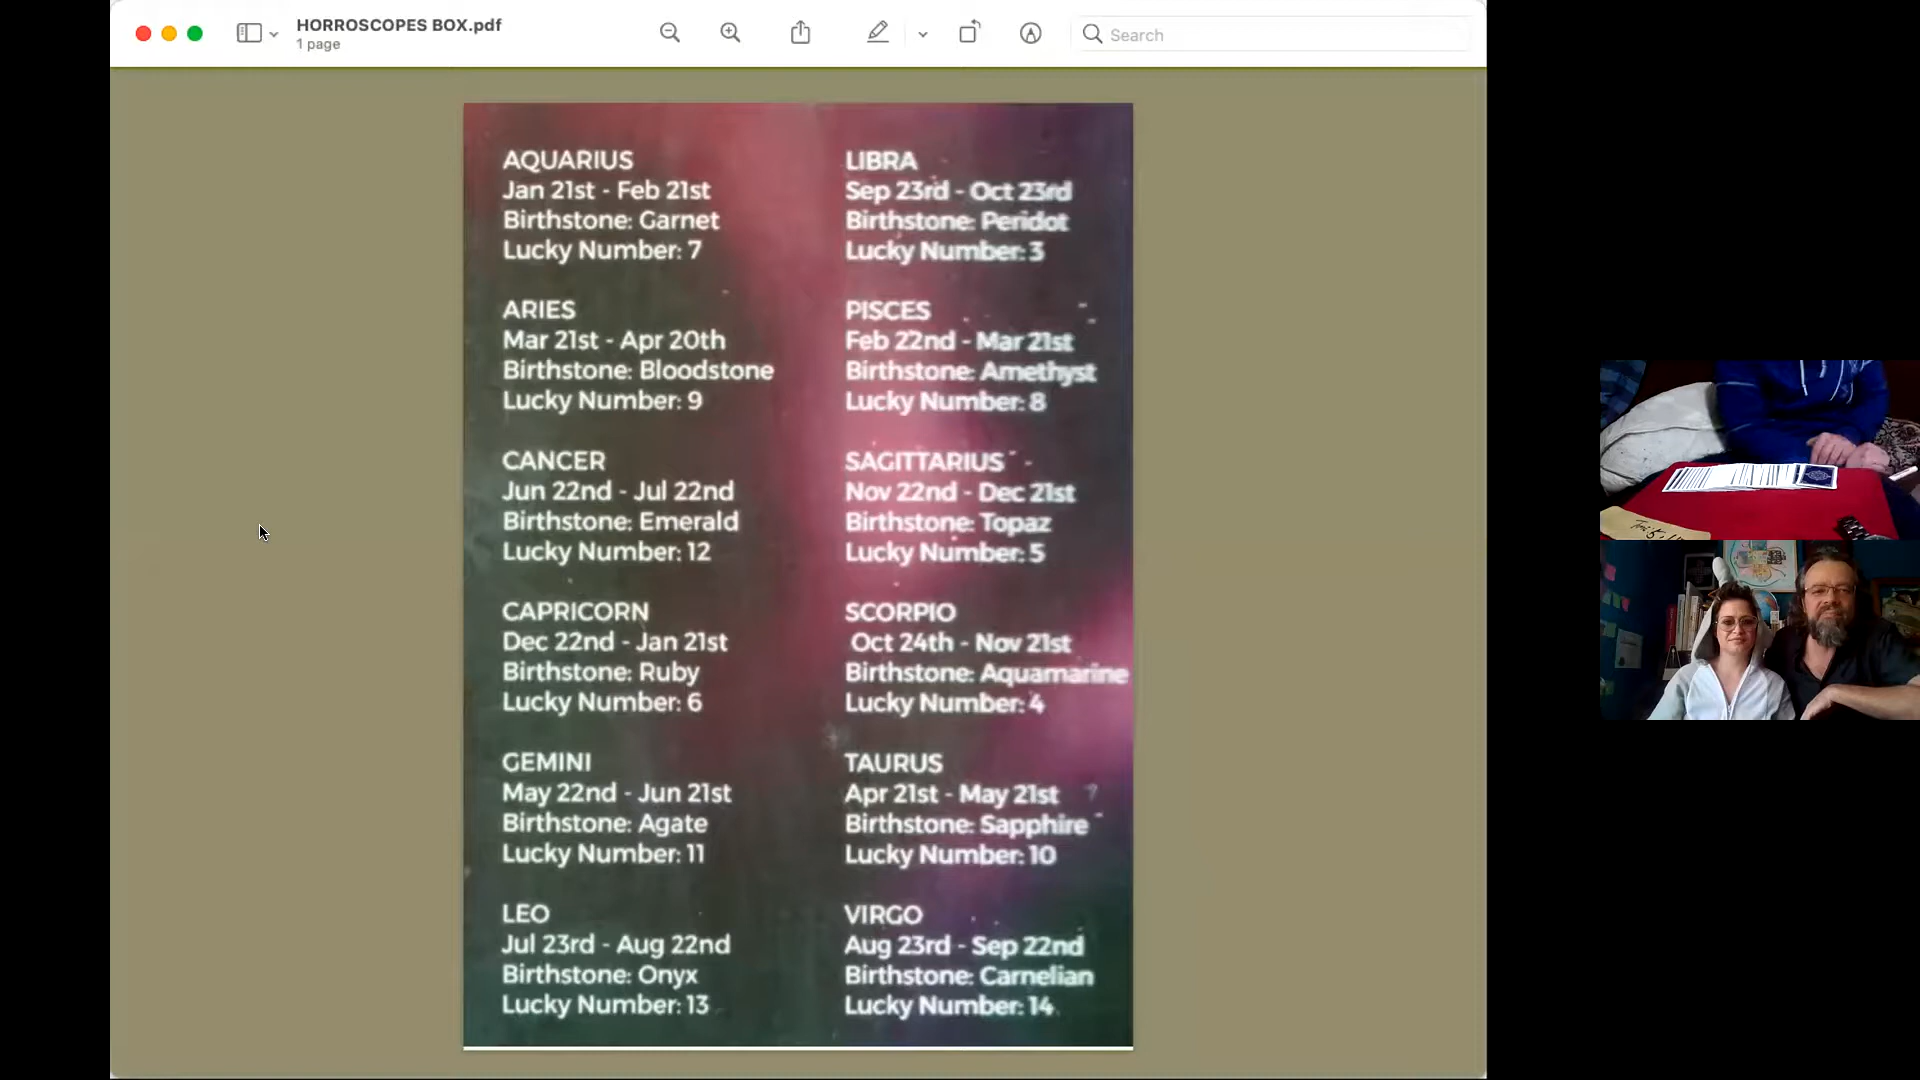 HORROSCOPES BOX.pdf
1 page
Search
AQUARIUS
Jan 21st - Feb 21st
Birthstone: Garnet
Lucky Number: 7
ARIES
Mar 21st - Apr 20th
Birthstone: Bloodstone
Lucky Number: 9
CANCER
Jun 22nd - Jul 22nd
Birthstone: Emerald
Lucky Number: 12
CAPRICORN
Dec 22nd - Jan 21st
Birthstone: Ruby
Lucky Number: 6
GEMINI
May 22nd - Jun 21st
Birthstone: Agate
Lucky Number: 11
LEO
Jul 23rd - Aug 22nd
Birthstone: Onyx
Lucky Number: 13
LIBRA
Sep 23rd - Oct 23rd
Birthstone: Peridot
Lucky Number: 3
PISCES
Feb 22nd - Mar 21st
Birthstone: Amethyst
Lucky Number: 8
SAGITTARIUS
Nov 22nd - Dec 21st
Birthstone: Topaz
Lucky Number: 5
SCORPIO
Oct 24th - Nov 21st
Birthstone: Aquamarine
Lucky Number: 4
TAURUS
Apr 21st - May 21st
Birthstone: Sapphire
Lucky Number: 10
VIRGO
Aug 23rd - Sep 22nd
Birthstone: Carnelian
Lucky Number: 14